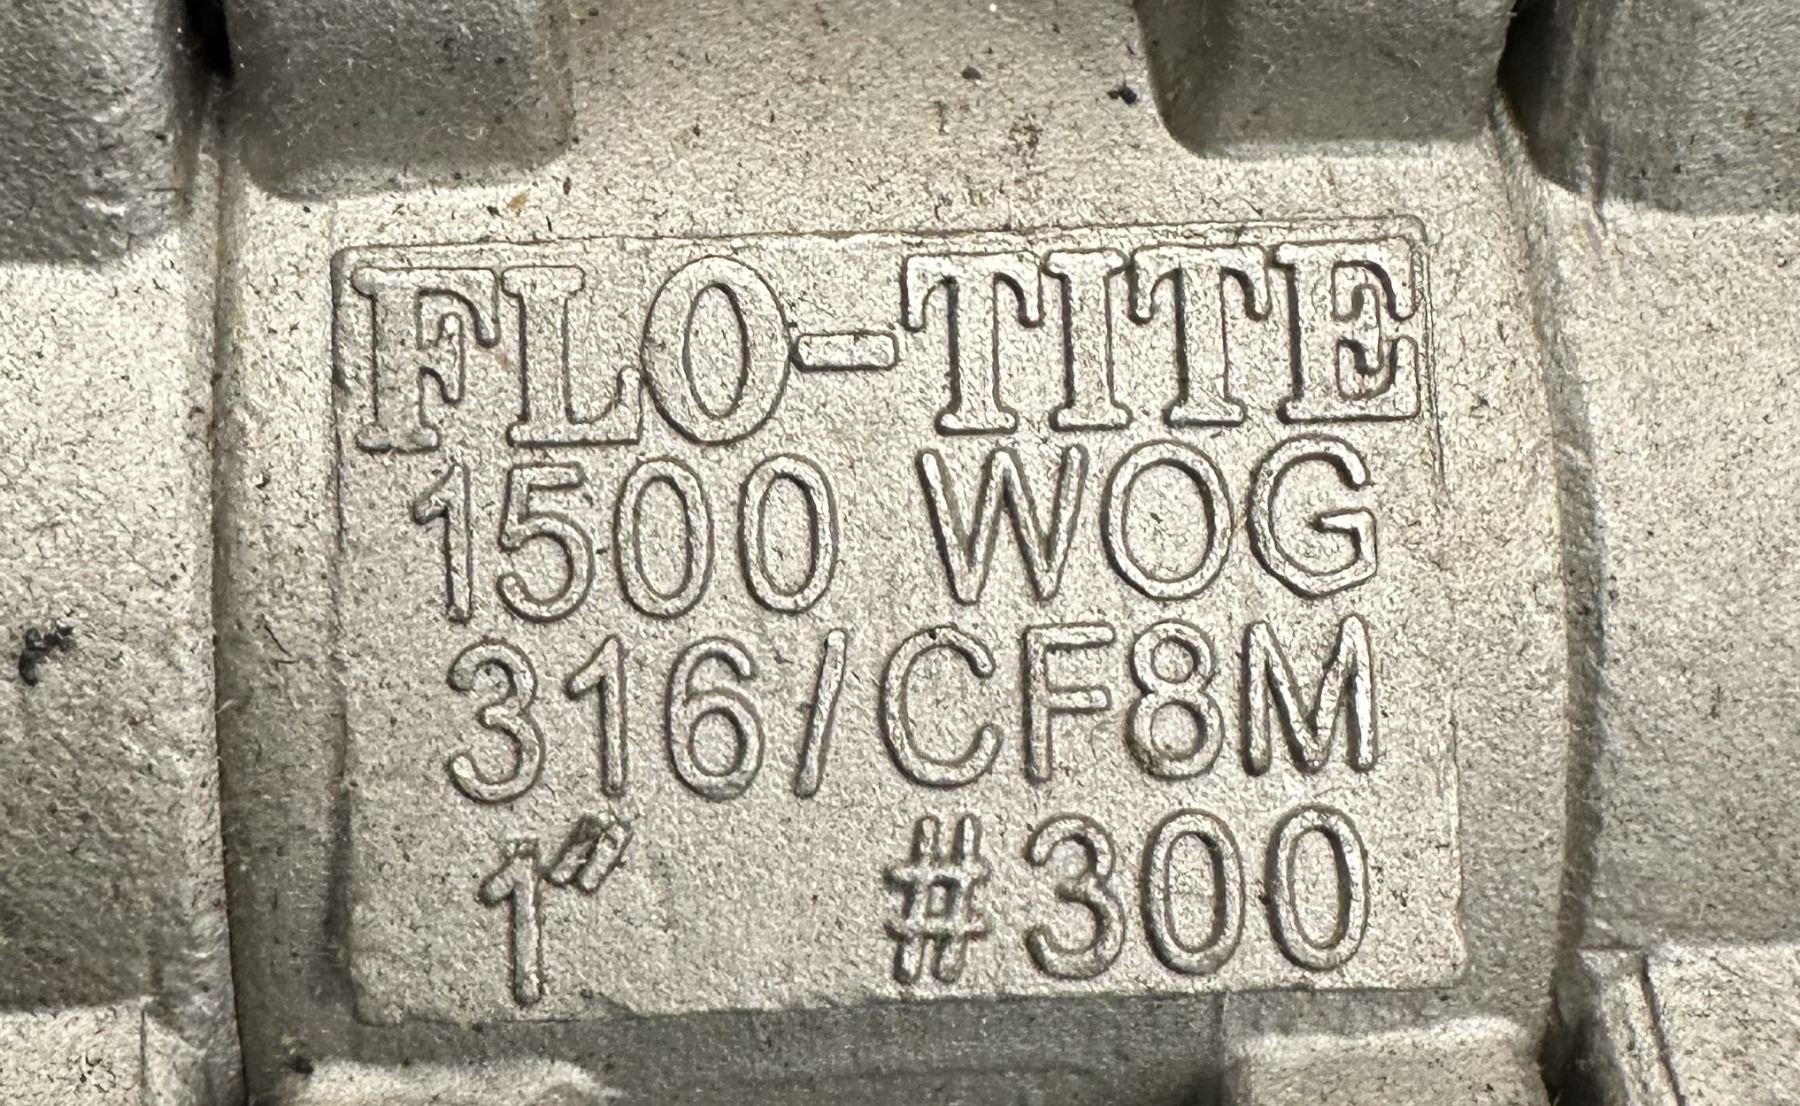 FLO-TITE
1500 WOG
316/CF8M
1" #300